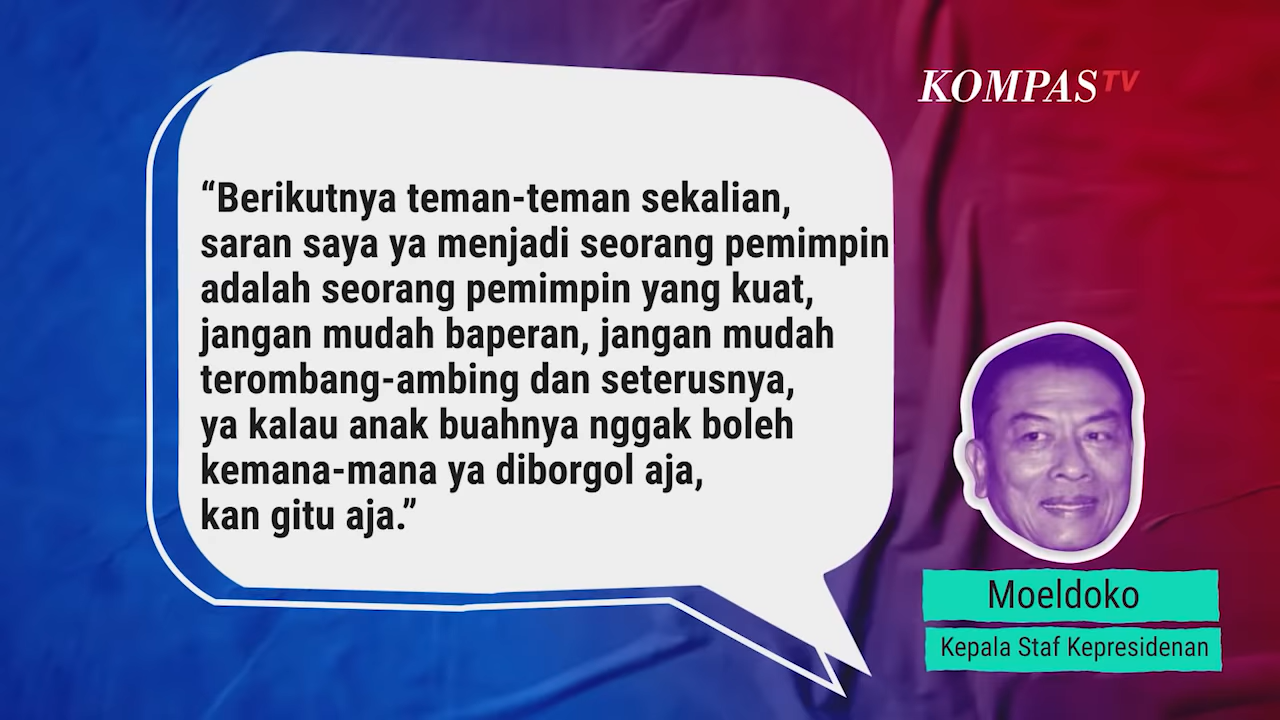 KOMPAS TV
“Berikutnya teman-teman sekalian,
saran saya ya menjadi seorang pemimpin
adalah seorang pemimpin yang kuat,
jangan mudah baperan, jangan mudah
terombang-ambing dan seterusnya,
ya kalau anak buahnya nggak boleh
kemana-mana ya diborgol aja,
kan gitu aja.”
Moeldoko
Kepala Staf Kepresidenan